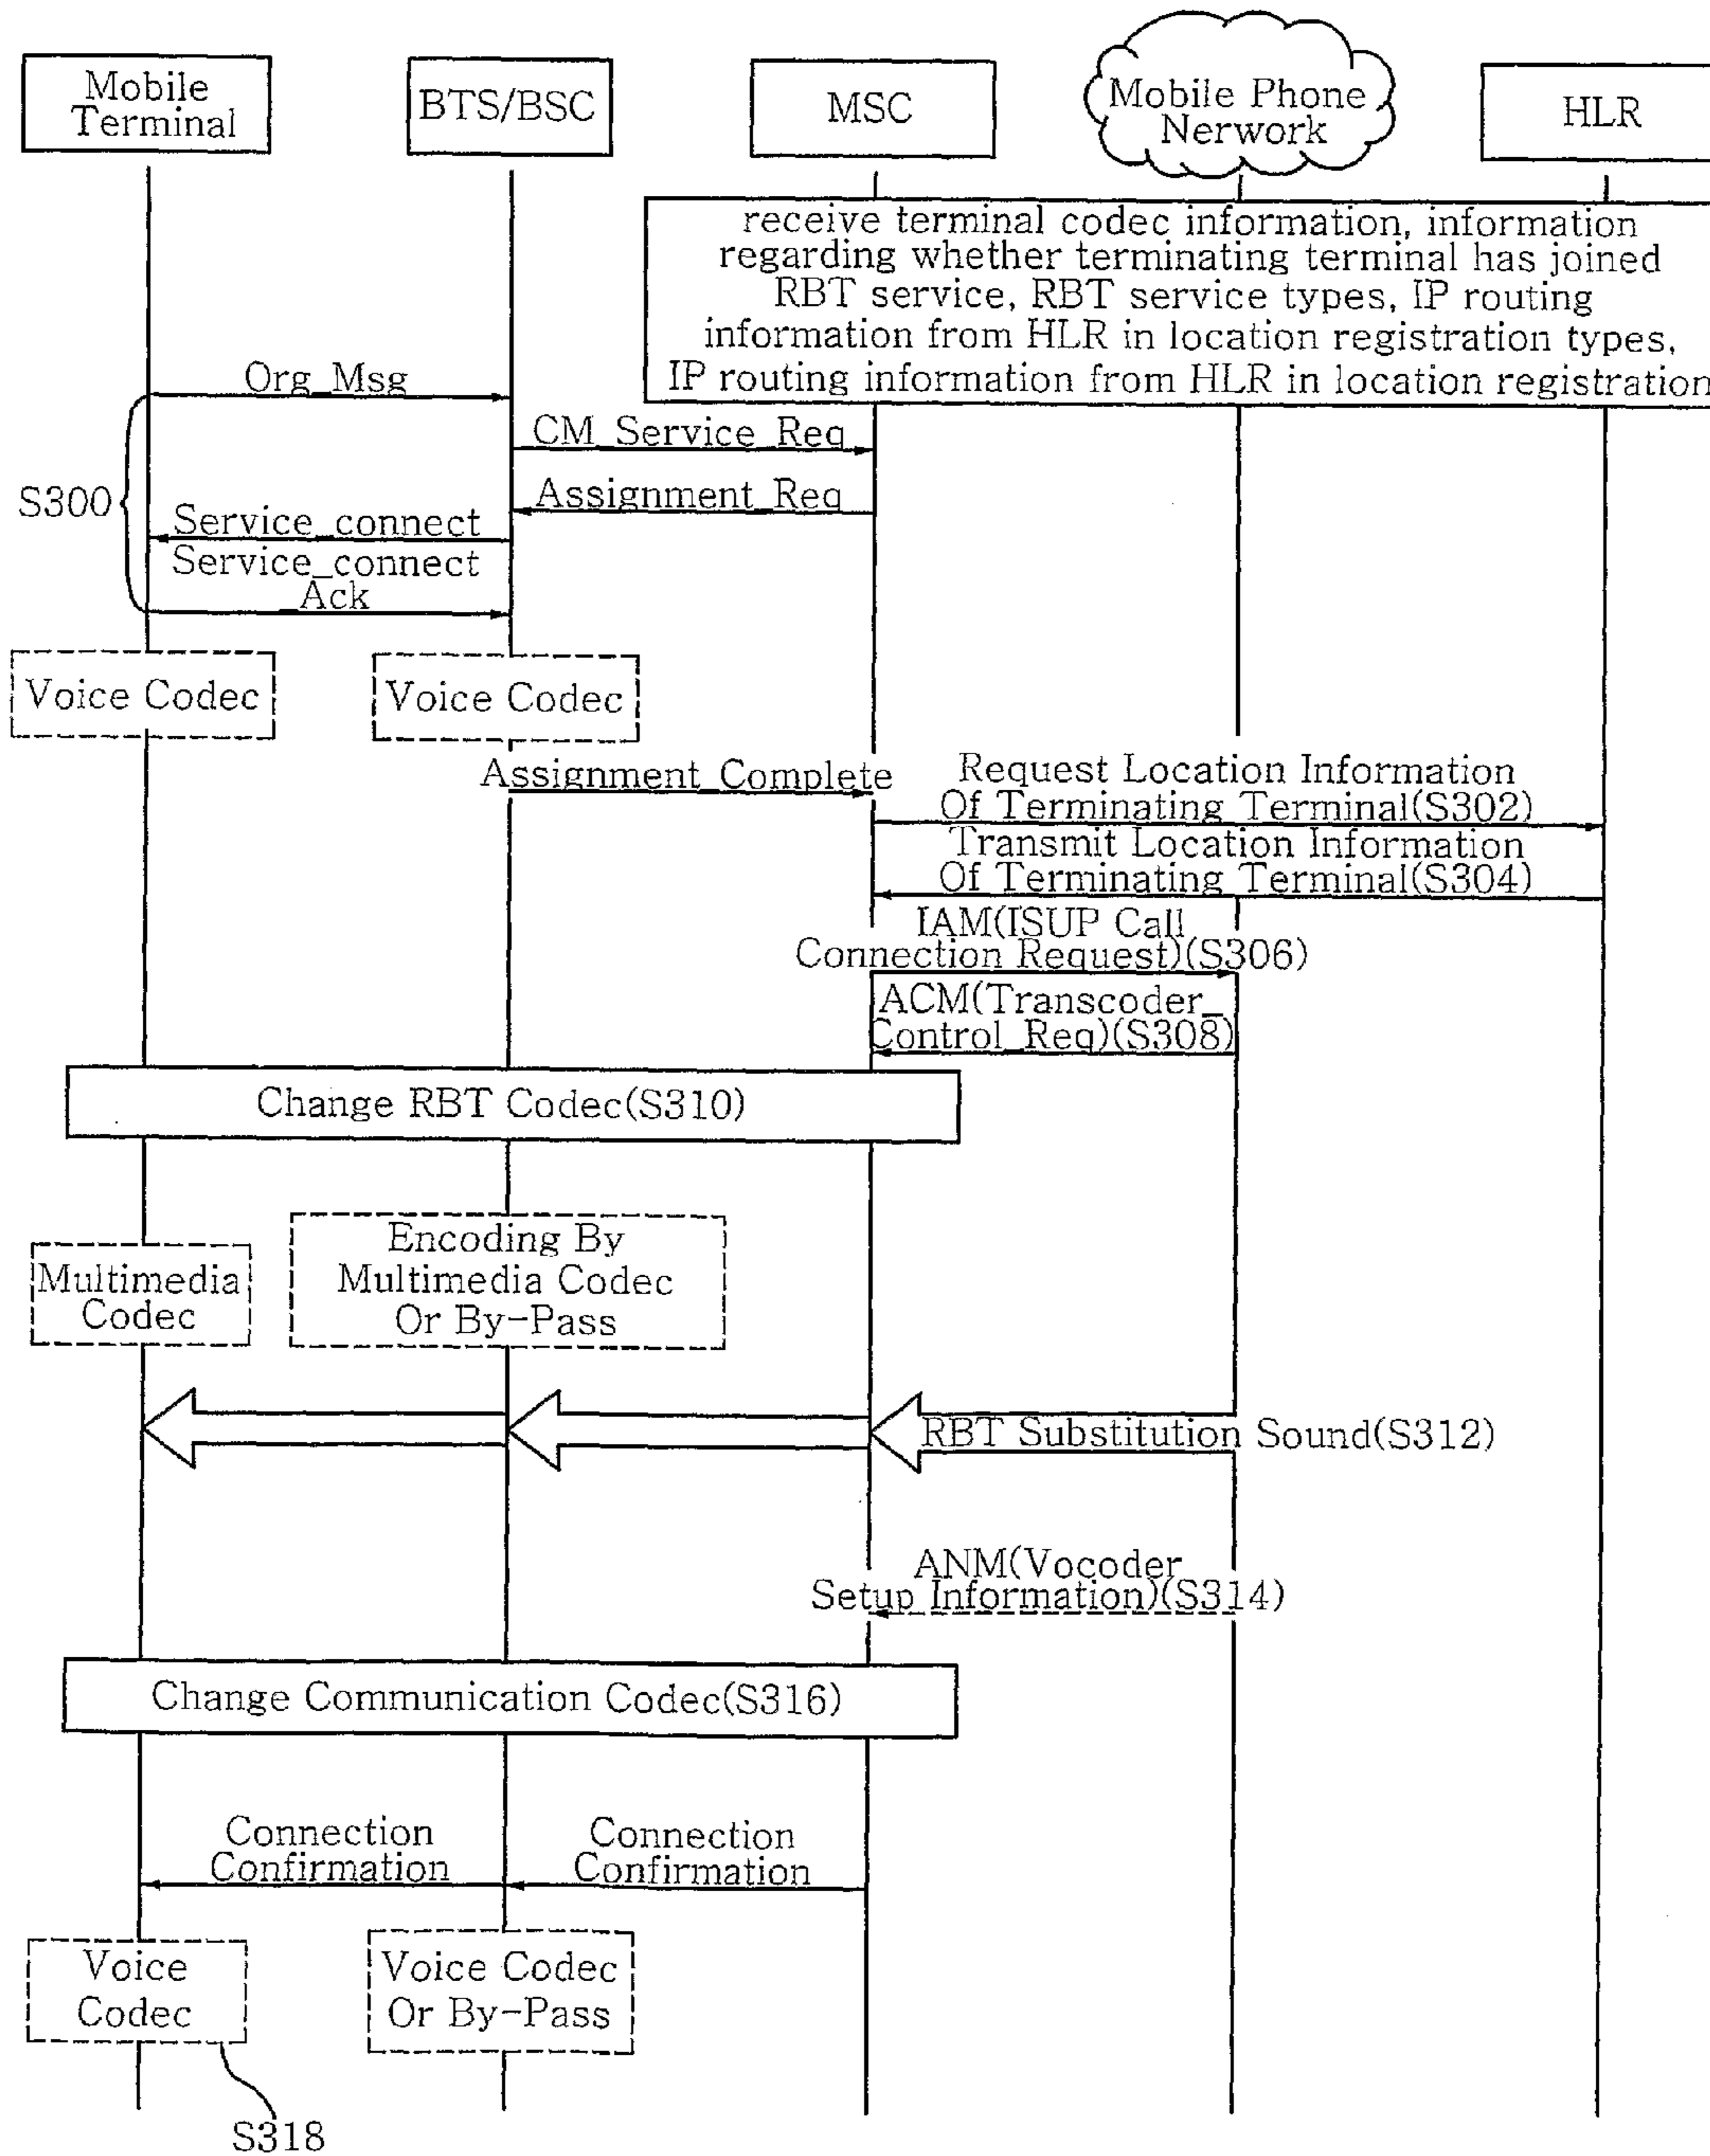 Mobile
Terminal
BTS/BSC
MSC
Mobile Phone
Nerwork
HLR
receive terminal codec information, information
regarding whether terminating terminal has joined
RBT service, RBT service types, IP routing
information from HLR in location registration types,
IP routing information from HLR in location registration
Org_Msg
CM_Service_Req
Assignment_Req
S300
Service_connect
Service_connect
_Ack
Voice Codec
Voice Codec
Assignment_Complete
Request Location Information
Of Terminating Terminal(S302)
Transmit Location Information
Of Terminating Terminal(S304)
IAM(ISUP Call
Connection Request)(S306)
ACM(Transcoder_
Control_Req)(S308)
Change RBT Codec(S310)
Multimedia
Codec
Encoding By
Multimedia Codec
Or By-Pass
RBT Substitution Sound(S312)
ANM(Vocoder
Setup Information)(S314)
Change Communication Codec(S316)
Connection
Confirmation
Connection
Confirmation
Voice
Codec
Voice Codec
Or By-Pass
S318